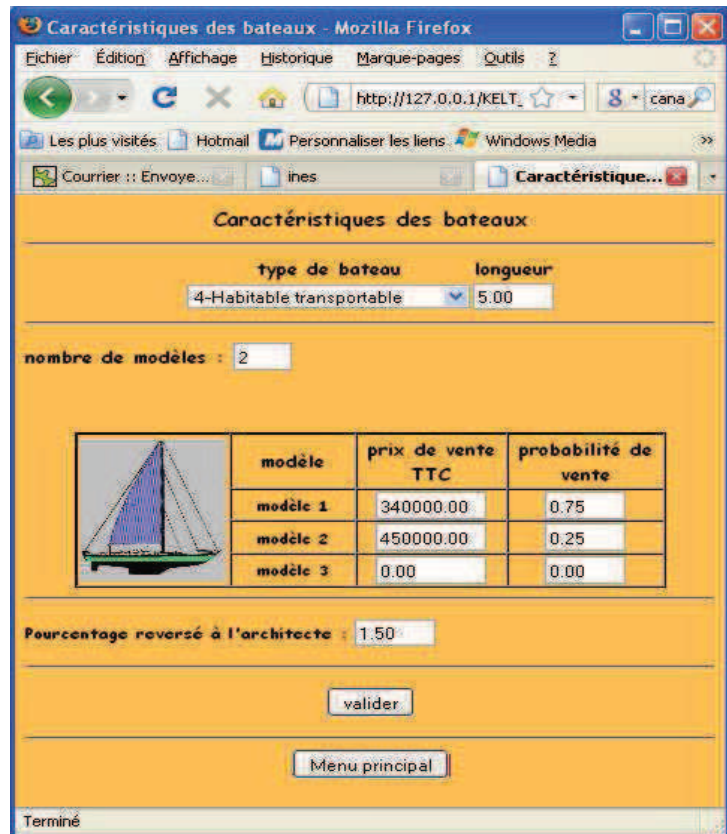 Caractéristiques des bateaux - Mozilla Firefox
Fichier Édition Affichage Historique Marque-pages Outils ?
http://127.0.0.1/KELT_ 8 cana
Les plus visités Hotmail Personnaliser les liens Windows Media »
Courrier :: Envoye... ines Caractéristique...
Caractéristiques des bateaux
type de bateau longueur
4-Habitable transportable 5.00
nombre de modèles : 2
modèle prix de vente TTC probabilité de vente
modèle 1 340000.00 0.75
modèle 2 450000.00 0.25
modèle 3 0.00 0.00
Pourcentage reversé à l'architecte : 1.50
valider
Menu principal
Terminé